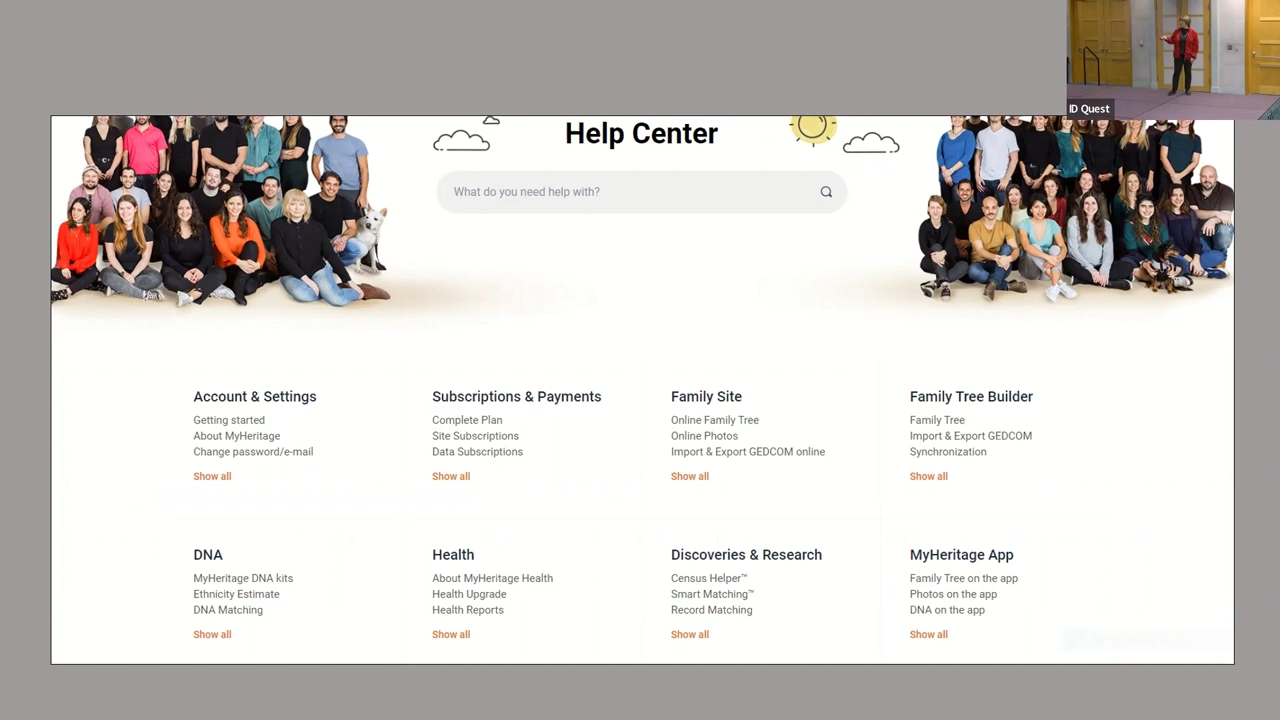 ID Quest
Help Center
What do you need help with?
Account & Settings
Getting started
About MyHeritage
Change password/e-mail
Show all
Subscriptions & Payments
Complete Plan
Site Subscriptions
Data Subscriptions
Show all
Family Site
Online Family Tree
Online Photos
Import & Export GEDCOM online
Show all
Family Tree Builder
Family Tree
Import & Export GEDCOM
Synchronization
Show all
DNA
MyHeritage DNA kits
Ethnicity Estimate
DNA Matching
Show all
Health
About MyHeritage Health
Health Upgrade
Health Reports
Show all
Discoveries & Research
Census Helper™
Smart Matching™
Record Matching
Show all
MyHeritage App
Family Tree on the app
Photos on the app
DNA on the app
Show all